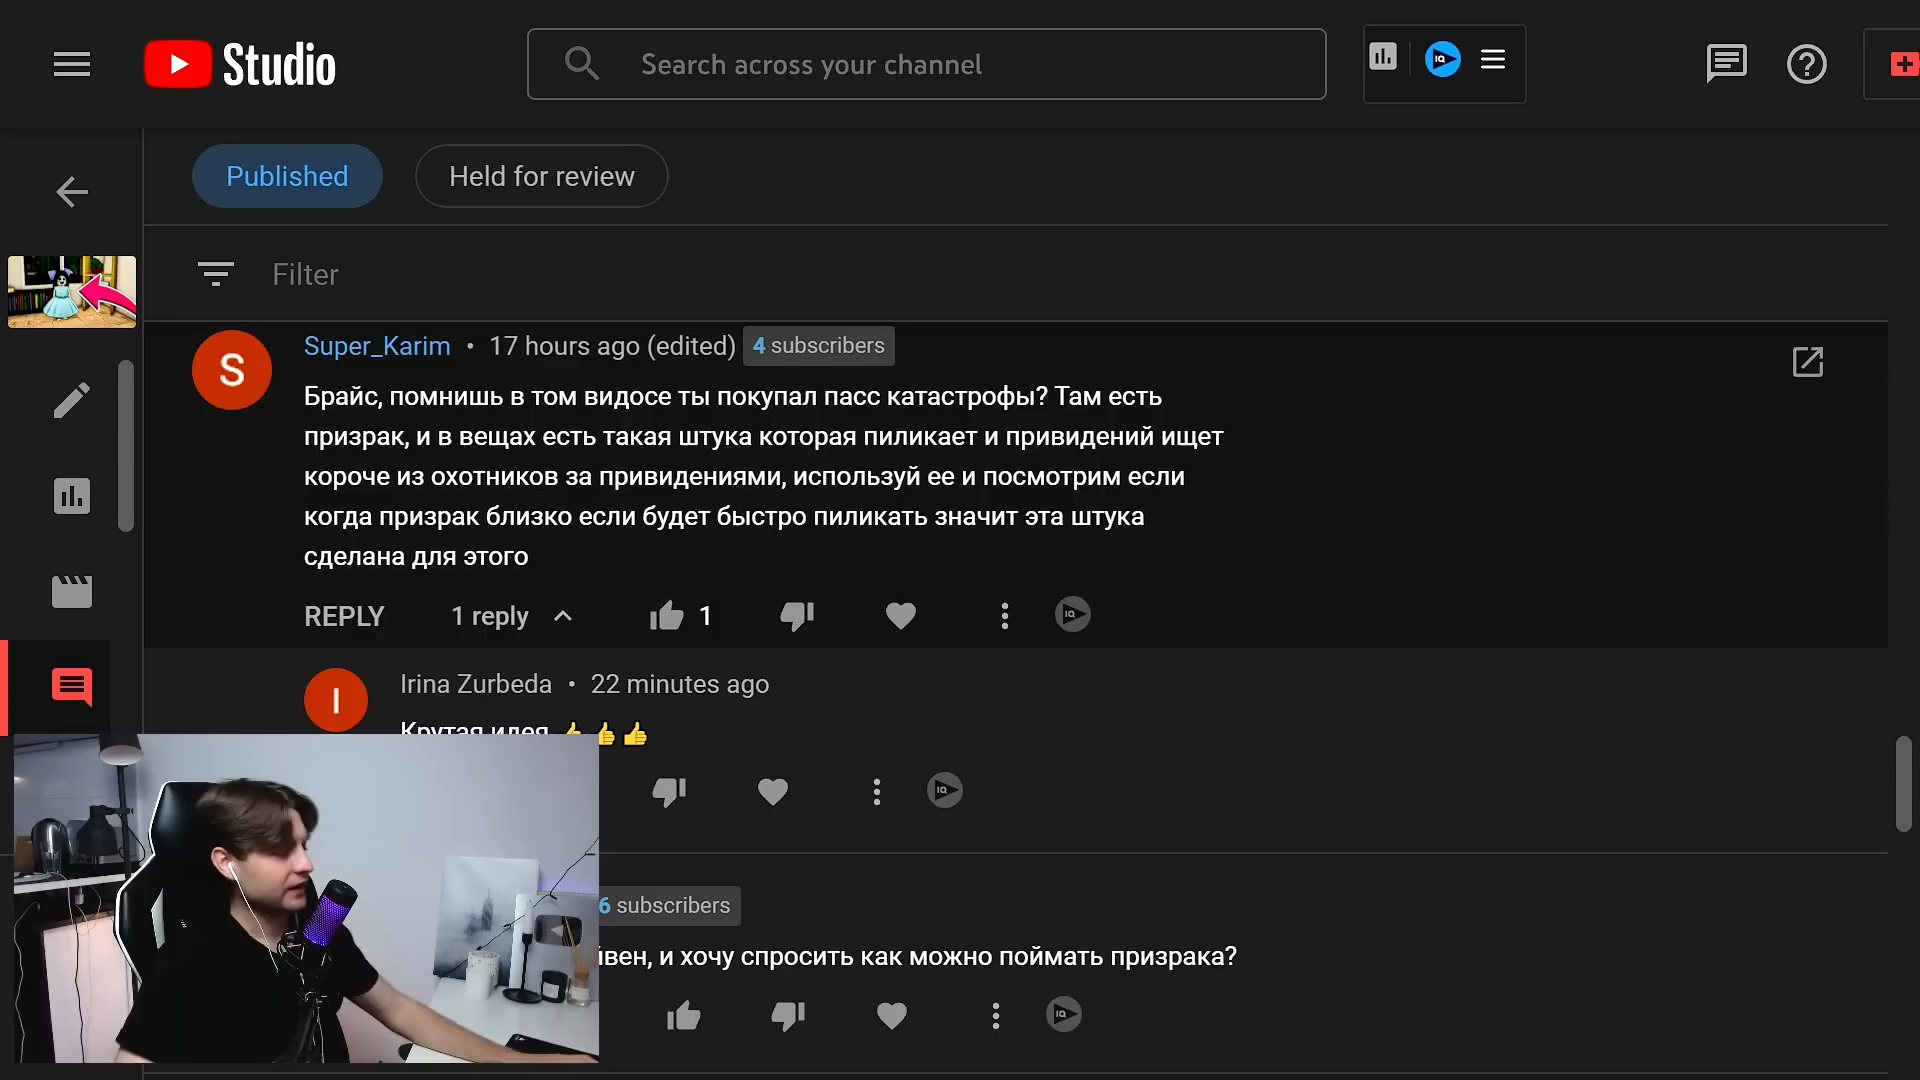 Studio
Search across your channel
Published
Held for review
Filter
Super_Karim • 17 hours ago (edited) 4 subscribers
Брайс, помнишь в том видосе ты покупал пасс катастрофы? Там есть
призрак, и в вещах есть такая штука которая пиликает и привидений ищет
короче из охотников за привидениями, используй ее и посмотрим если
когда призрак близко если будет быстро пиликать значит эта штука
сделана для этого
REPLY 1 reply 1
Irina Zurbeda • 22 minutes ago
Крутая идея 👍👍👍
6 subscribers
и хочу спросить как можно поймать призрака?